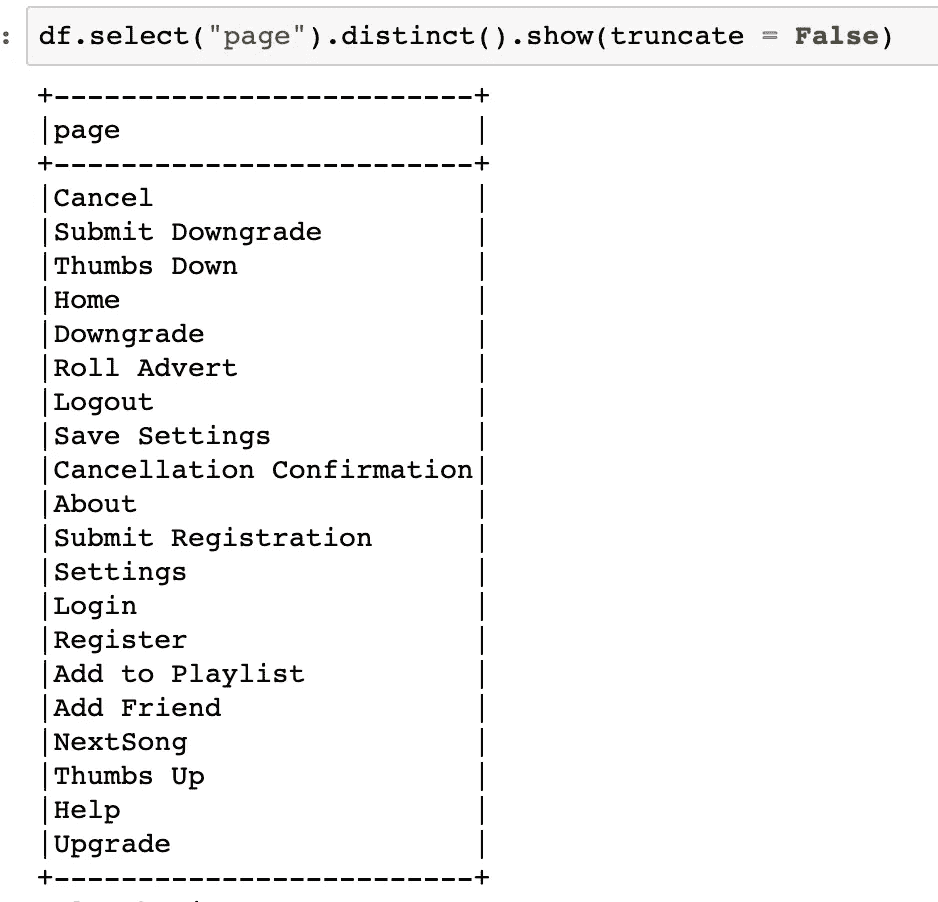 : df.select("page").distinct().show(truncate = False)
+-------------------------+
|page                     |
+-------------------------+
|Cancel                   |
|Submit Downgrade         |
|Thumbs Down              |
|Home                     |
|Downgrade                |
|Roll Advert              |
|Logout                   |
|Save Settings            |
|Cancellation Confirmation|
|About                    |
|Submit Registration      |
|Settings                 |
|Login                    |
|Register                 |
|Add to Playlist          |
|Add Friend               |
|NextSong                 |
|Thumbs Up                |
|Help                     |
|Upgrade                  |
+-------------------------+